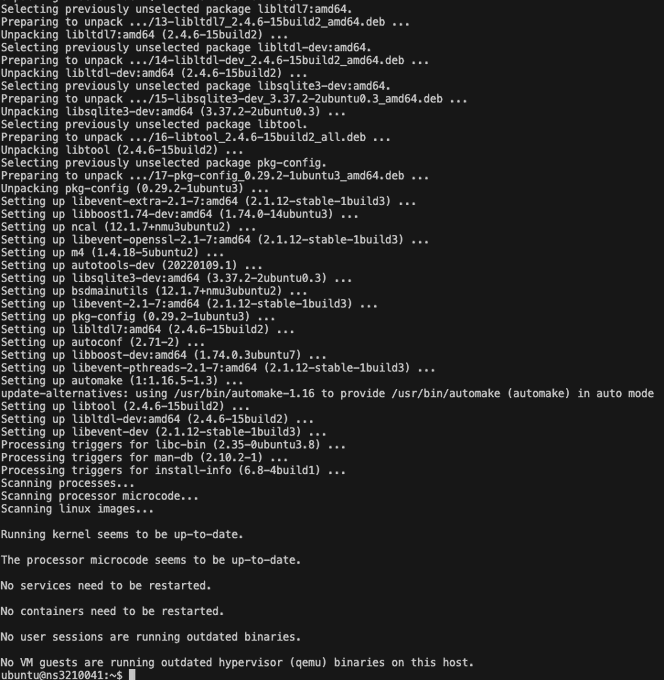 Selecting previously unselected package libltdl7:amd64.
Preparing to unpack .../13-libltdl7_2.4.6-15build2_amd64.deb ...
Unpacking libltdl7:amd64 (2.4.6-15build2) ...
Selecting previously unselected package libltdl-dev:amd64.
Preparing to unpack .../14-libltdl-dev_2.4.6-15build2_amd64.deb ...
Unpacking libltdl-dev:amd64 (2.4.6-15build2) ...
Selecting previously unselected package libsqlite3-dev:amd64.
Preparing to unpack .../15-libsqlite3-dev_3.37.2-2ubuntu0.3_amd64.deb ...
Unpacking libsqlite3-dev:amd64 (3.37.2-2ubuntu0.3) ...
Selecting previously unselected package libtool.
Preparing to unpack .../16-libtool_2.4.6-15build2_all.deb ...
Unpacking libtool (2.4.6-15build2) ...
Selecting previously unselected package pkg-config.
Preparing to unpack .../17-pkg-config_0.29.2-1ubuntu3_amd64.deb ...
Unpacking pkg-config (0.29.2-1ubuntu3) ...
Setting up libevent-extra-2.1-7:amd64 (2.1.12-stable-1build3) ...
Setting up libboost1.74-dev:amd64 (1.74.0-14ubuntu3) ...
Setting up ncal (12.1.7+nmu3ubuntu2) ...
Setting up libevent-openssl-2.1-7:amd64 (2.1.12-stable-1build3) ...
Setting up m4 (1.4.18-5ubuntu2) ...
Setting up autotools-dev (20220109.1) ...
Setting up libsqlite3-dev:amd64 (3.37.2-2ubuntu0.3) ...
Setting up bsdmainutils (12.1.7+nmu3ubuntu2) ...
Setting up libevent-2.1-7:amd64 (2.1.12-stable-1build3) ...
Setting up pkg-config (0.29.2-1ubuntu3) ...
Setting up libltdl7:amd64 (2.4.6-15build2) ...
Setting up autoconf (2.71-2) ...
Setting up libboost-dev:amd64 (1.74.0.3ubuntu7) ...
Setting up libevent-pthreads-2.1-7:amd64 (2.1.12-stable-1build3) ...
Setting up automake (1:1.16.5-1.3) ...
update-alternatives: using /usr/bin/automake-1.16 to provide /usr/bin/automake (automake) in auto mode
Setting up libtool (2.4.6-15build2) ...
Setting up libltdl-dev:amd64 (2.4.6-15build2) ...
Setting up libevent-dev (2.1.12-stable-1build3) ...
Processing triggers for libc-bin (2.35-0ubuntu3.8) ...
Processing triggers for man-db (2.10.2-1) ...
Processing triggers for install-info (6.8-4build1) ...
Scanning processes...
Scanning processor microcode...
Scanning linux images...
Running kernel seems to be up-to-date.
The processor microcode seems to be up-to-date.
No services need to be restarted.
No containers need to be restarted.
No user sessions are running outdated binaries.
No VM guests are running outdated hypervisor (qemu) binaries on this host.
ubuntu@ns3210041:~$